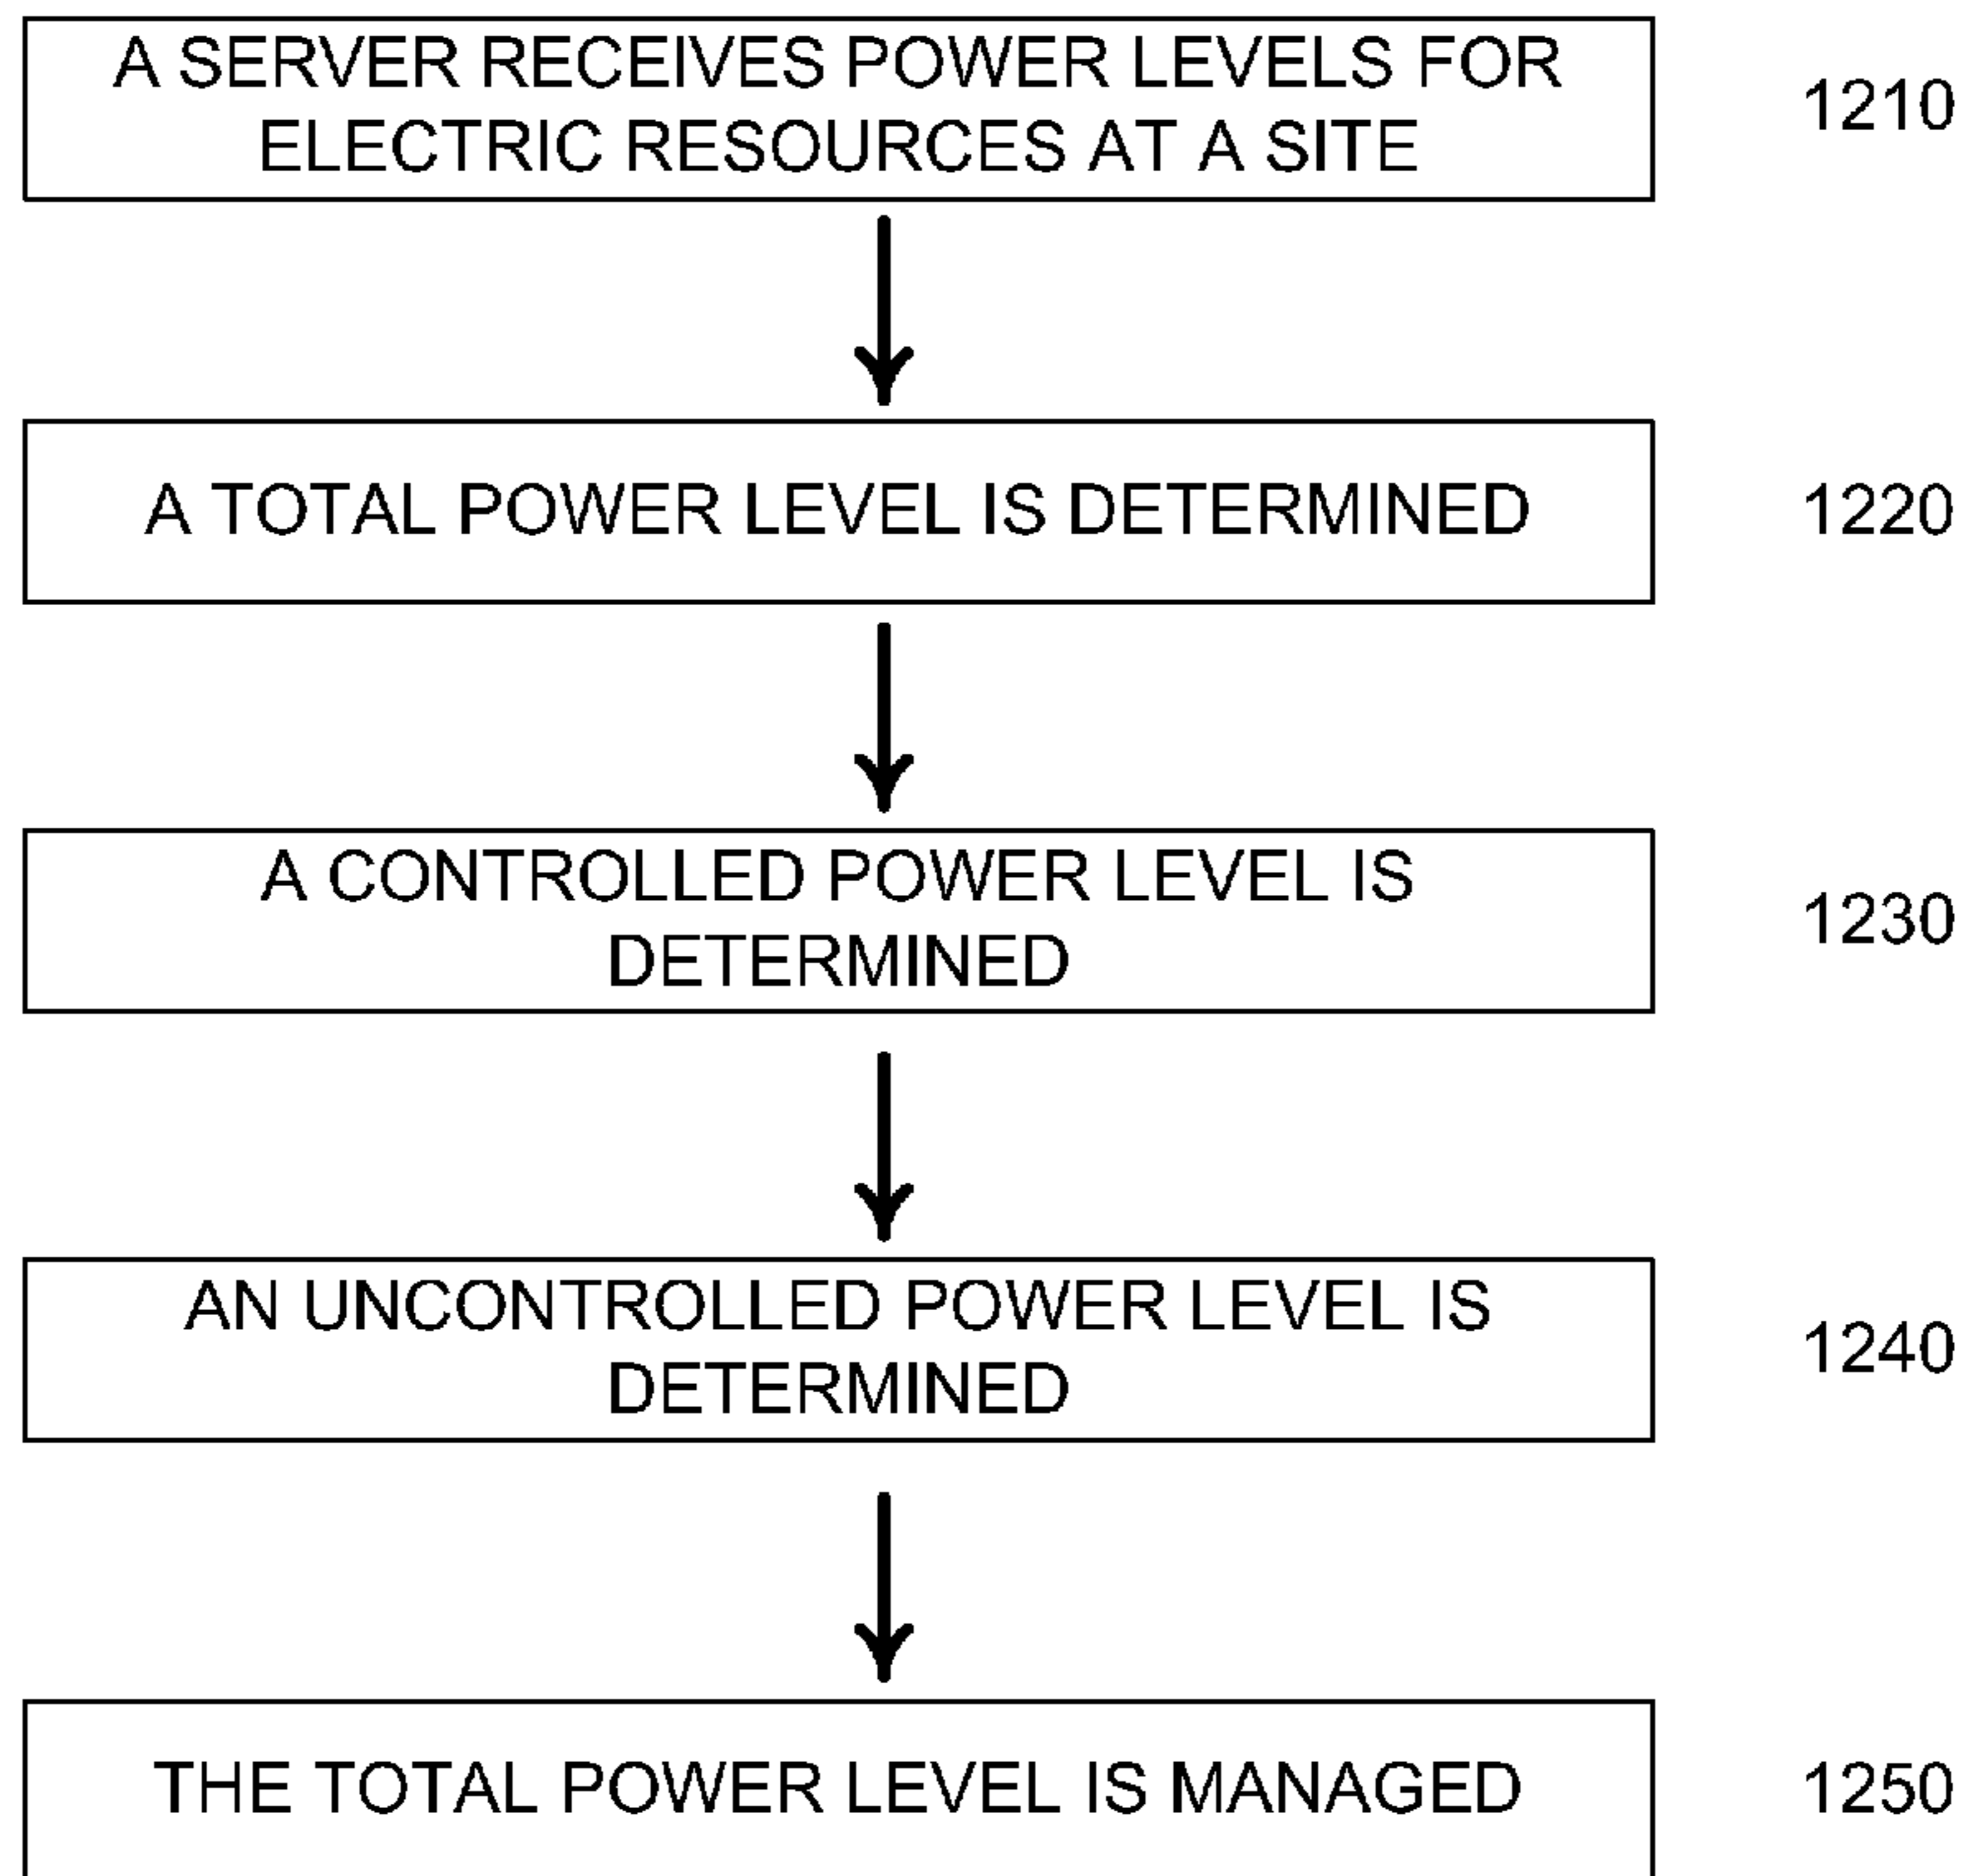 A SERVER RECEIVES POWER LEVELS FOR
ELECTRIC RESOURCES AT A SITE
1210
A TOTAL POWER LEVEL IS DETERMINED
1220
A CONTROLLED POWER LEVEL IS
DETERMINED
1230
AN UNCONTROLLED POWER LEVEL IS
DETERMINED
1240
THE TOTAL POWER LEVEL IS MANAGED
1250